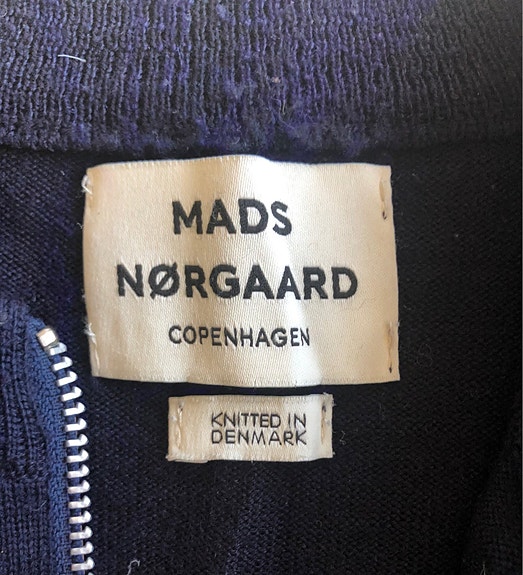 MADS
NØRGAARD
COPENHAGEN
KNITTED IN
DENMARK